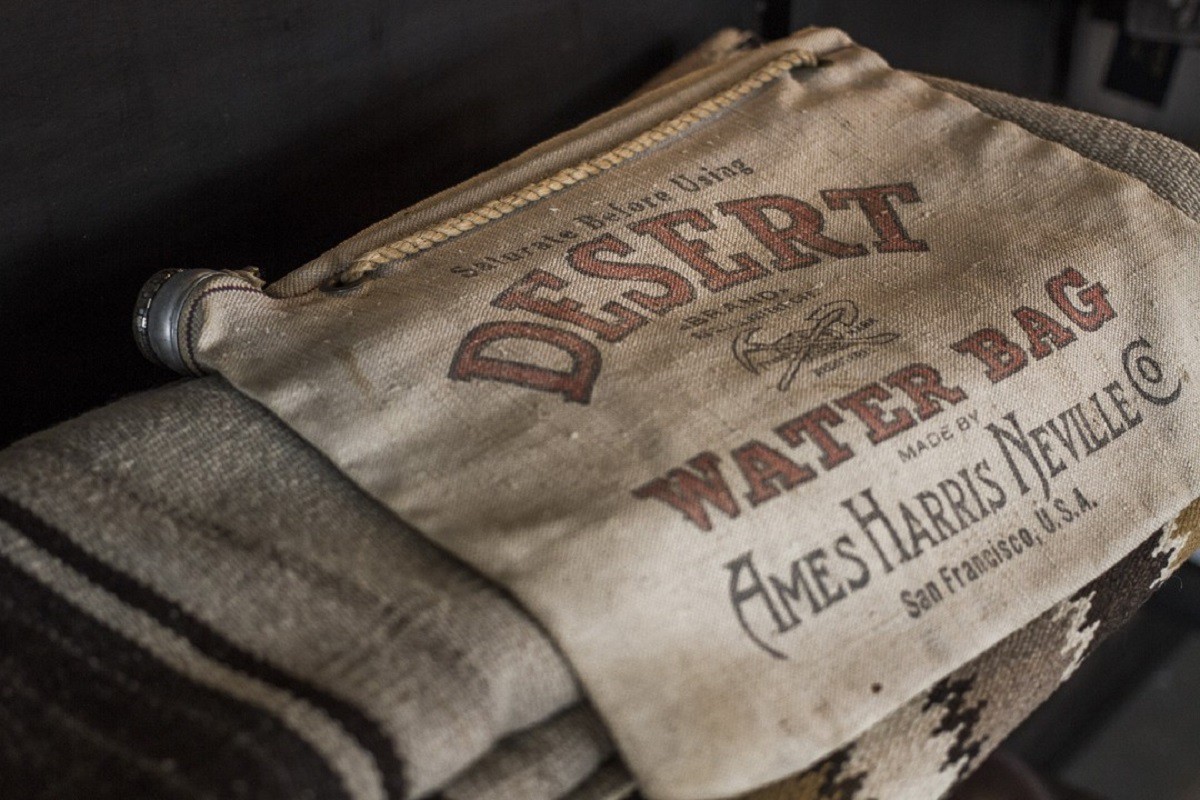 Saturate Before Using
DESERT
BRAND
WATER BAG
MADE BY
AMES HARRIS NEVILLE CO.
San Francisco, U.S.A.